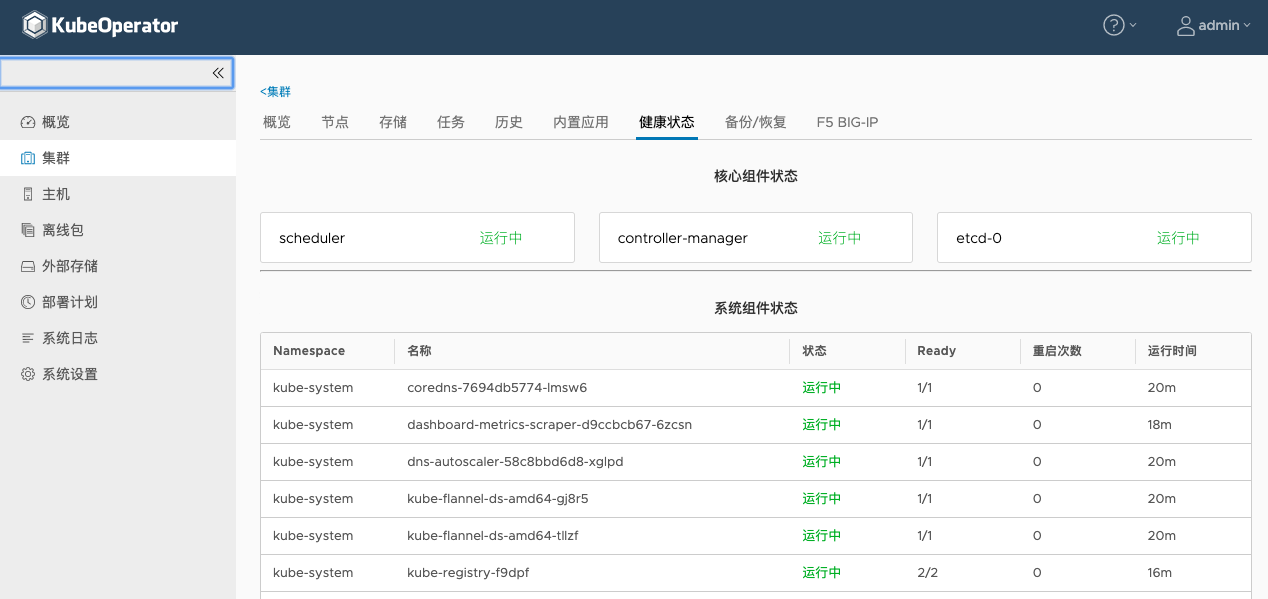 KubeOperator
admin
概览
集群
主机
离线包
外部存储
部署计划
系统日志
系统设置
<集群
概览 节点 存储 任务 历史 内置应用 健康状态 备份/恢复 F5 BIG-IP
核心组件状态
scheduler 运行中 controller-manager 运行中 etcd-0 运行中
系统组件状态
Namespace 名称 状态 Ready 重启次数 运行时间
kube-system coredns-7694db5774-lmsw6 运行中 1/1 0 20m
kube-system dashboard-metrics-scraper-d9ccbcb67-6zcsn 运行中 1/1 0 18m
kube-system dns-autoscaler-58c8bbd6d8-xglpd 运行中 1/1 0 20m
kube-system kube-flannel-ds-amd64-gj8r5 运行中 1/1 0 20m
kube-system kube-flannel-ds-amd64-tllzf 运行中 1/1 0 20m
kube-system kube-registry-f9dpf 运行中 2/2 0 16m